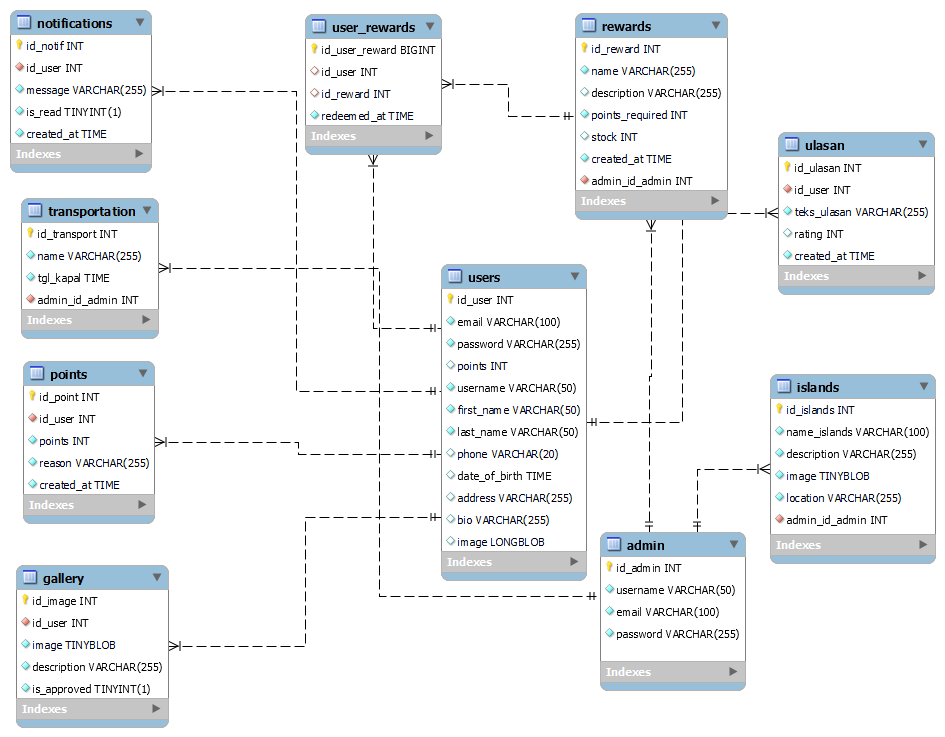 notifications
id_notif INT
id_user INT
message VARCHAR(255)
is_read TINYINT(1)
created_at TIME
Indexes
user_rewards
id_user_reward BIGINT
id_user INT
id_reward INT
redeemed_at TIME
Indexes
rewards
id_reward INT
name VARCHAR(255)
description VARCHAR(255)
points_required INT
stock INT
created_at TIME
admin_id_admin INT
Indexes
ulasan
id_ulasan INT
id_user INT
teks_ulasan VARCHAR(255)
rating INT
created_at TIME
Indexes
transportation
id_transport INT
name VARCHAR(255)
tgl_kapal TIME
admin_id_admin INT
Indexes
users
id_user INT
email VARCHAR(100)
password VARCHAR(255)
points INT
username VARCHAR(50)
first_name VARCHAR(50)
last_name VARCHAR(50)
phone VARCHAR(20)
date_of_birth TIME
address VARCHAR(255)
bio VARCHAR(255)
image LONGBLOB
Indexes
points
id_point INT
id_user INT
points INT
reason VARCHAR(255)
created_at TIME
Indexes
islands
id_islands INT
name_islands VARCHAR(100)
description VARCHAR(255)
image TINYBLOB
location VARCHAR(255)
admin_id_admin INT
Indexes
gallery
id_image INT
id_user INT
image TINYBLOB
description VARCHAR(255)
is_approved TINYINT(1)
Indexes
admin
id_admin INT
username VARCHAR(50)
email VARCHAR(100)
password VARCHAR(255)
Indexes